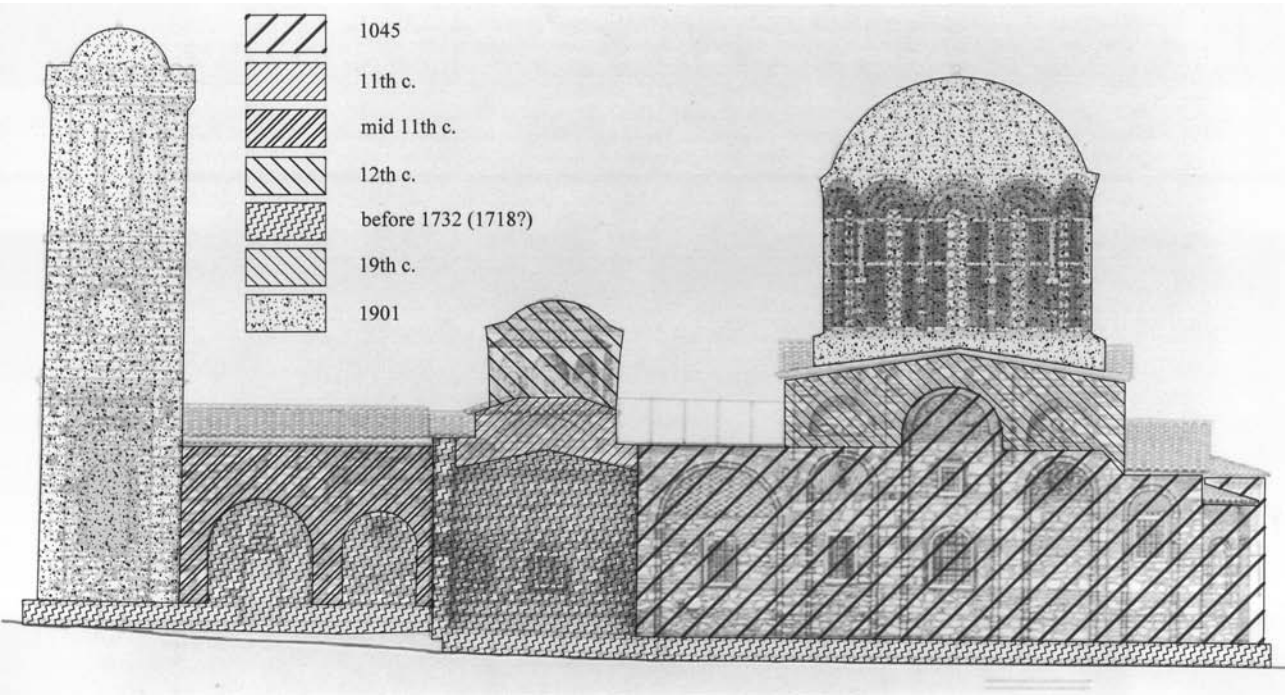 1045
11th c.
mid 11th c.
12th c.
before 1732 (1718?)
19th c.
1901